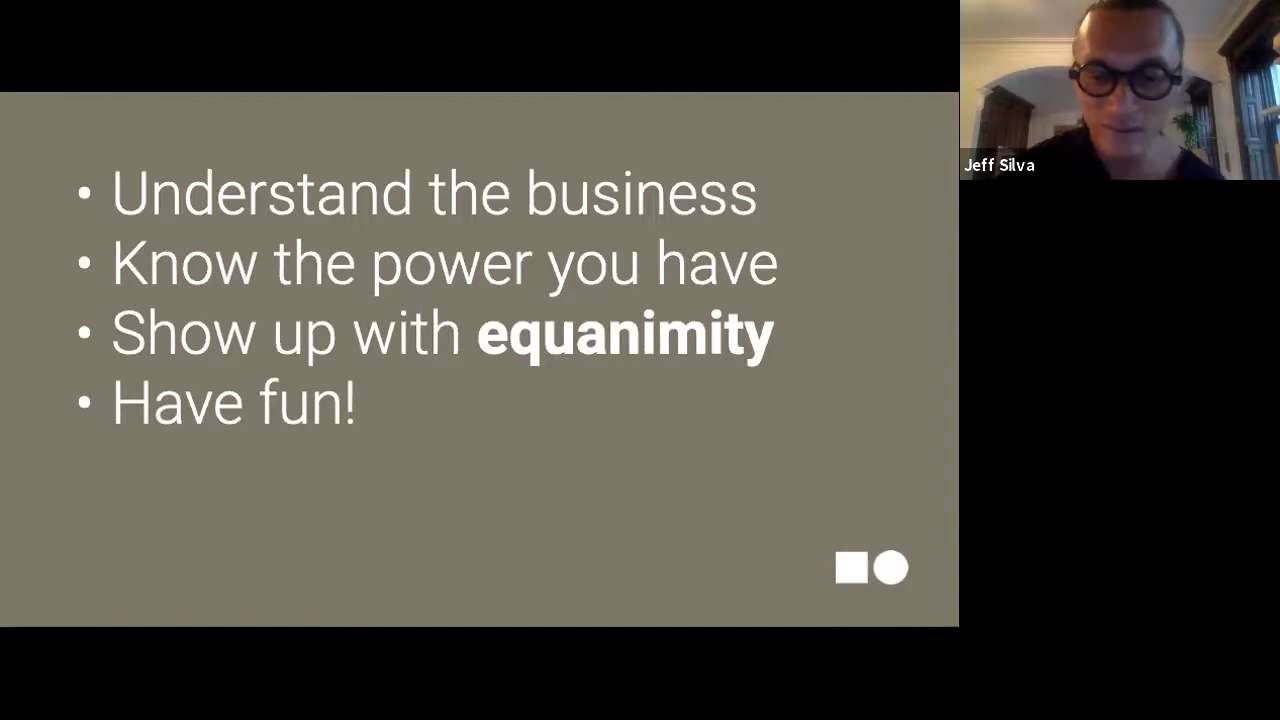 • Understand the business
• Know the power you have
• Show up with equanimity
• Have fun!
Jeff Silva